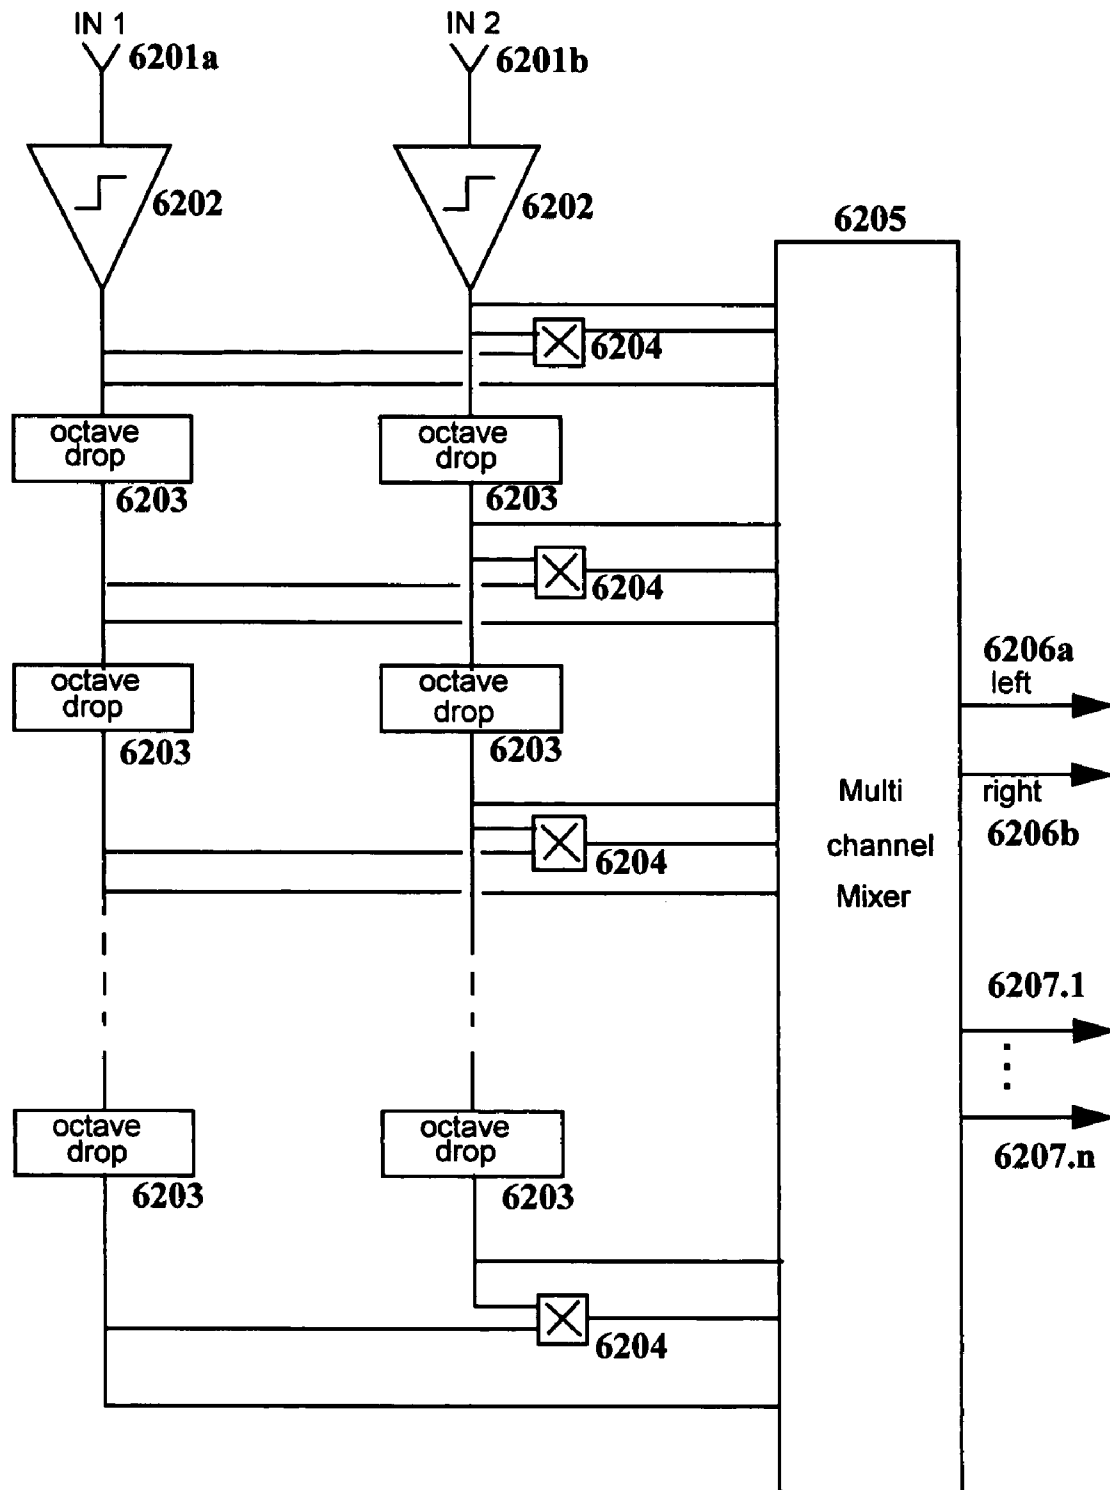 IN 1
6201a
IN 2
6201b
6202
6202
6205
6204
octave
drop
6203
octave
drop
6203
6204
octave
drop
6203
octave
drop
6203
6206a
left
right
6206b
Multi
channel
Mixer
6204
6207.1
6207.n
octave
drop
6203
octave
drop
6203
6204